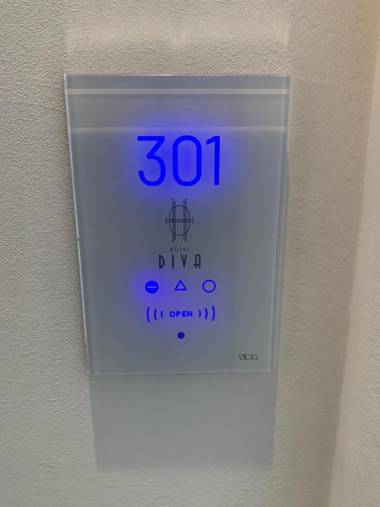 301
HOTEL
DIVA
((( OPEN )))